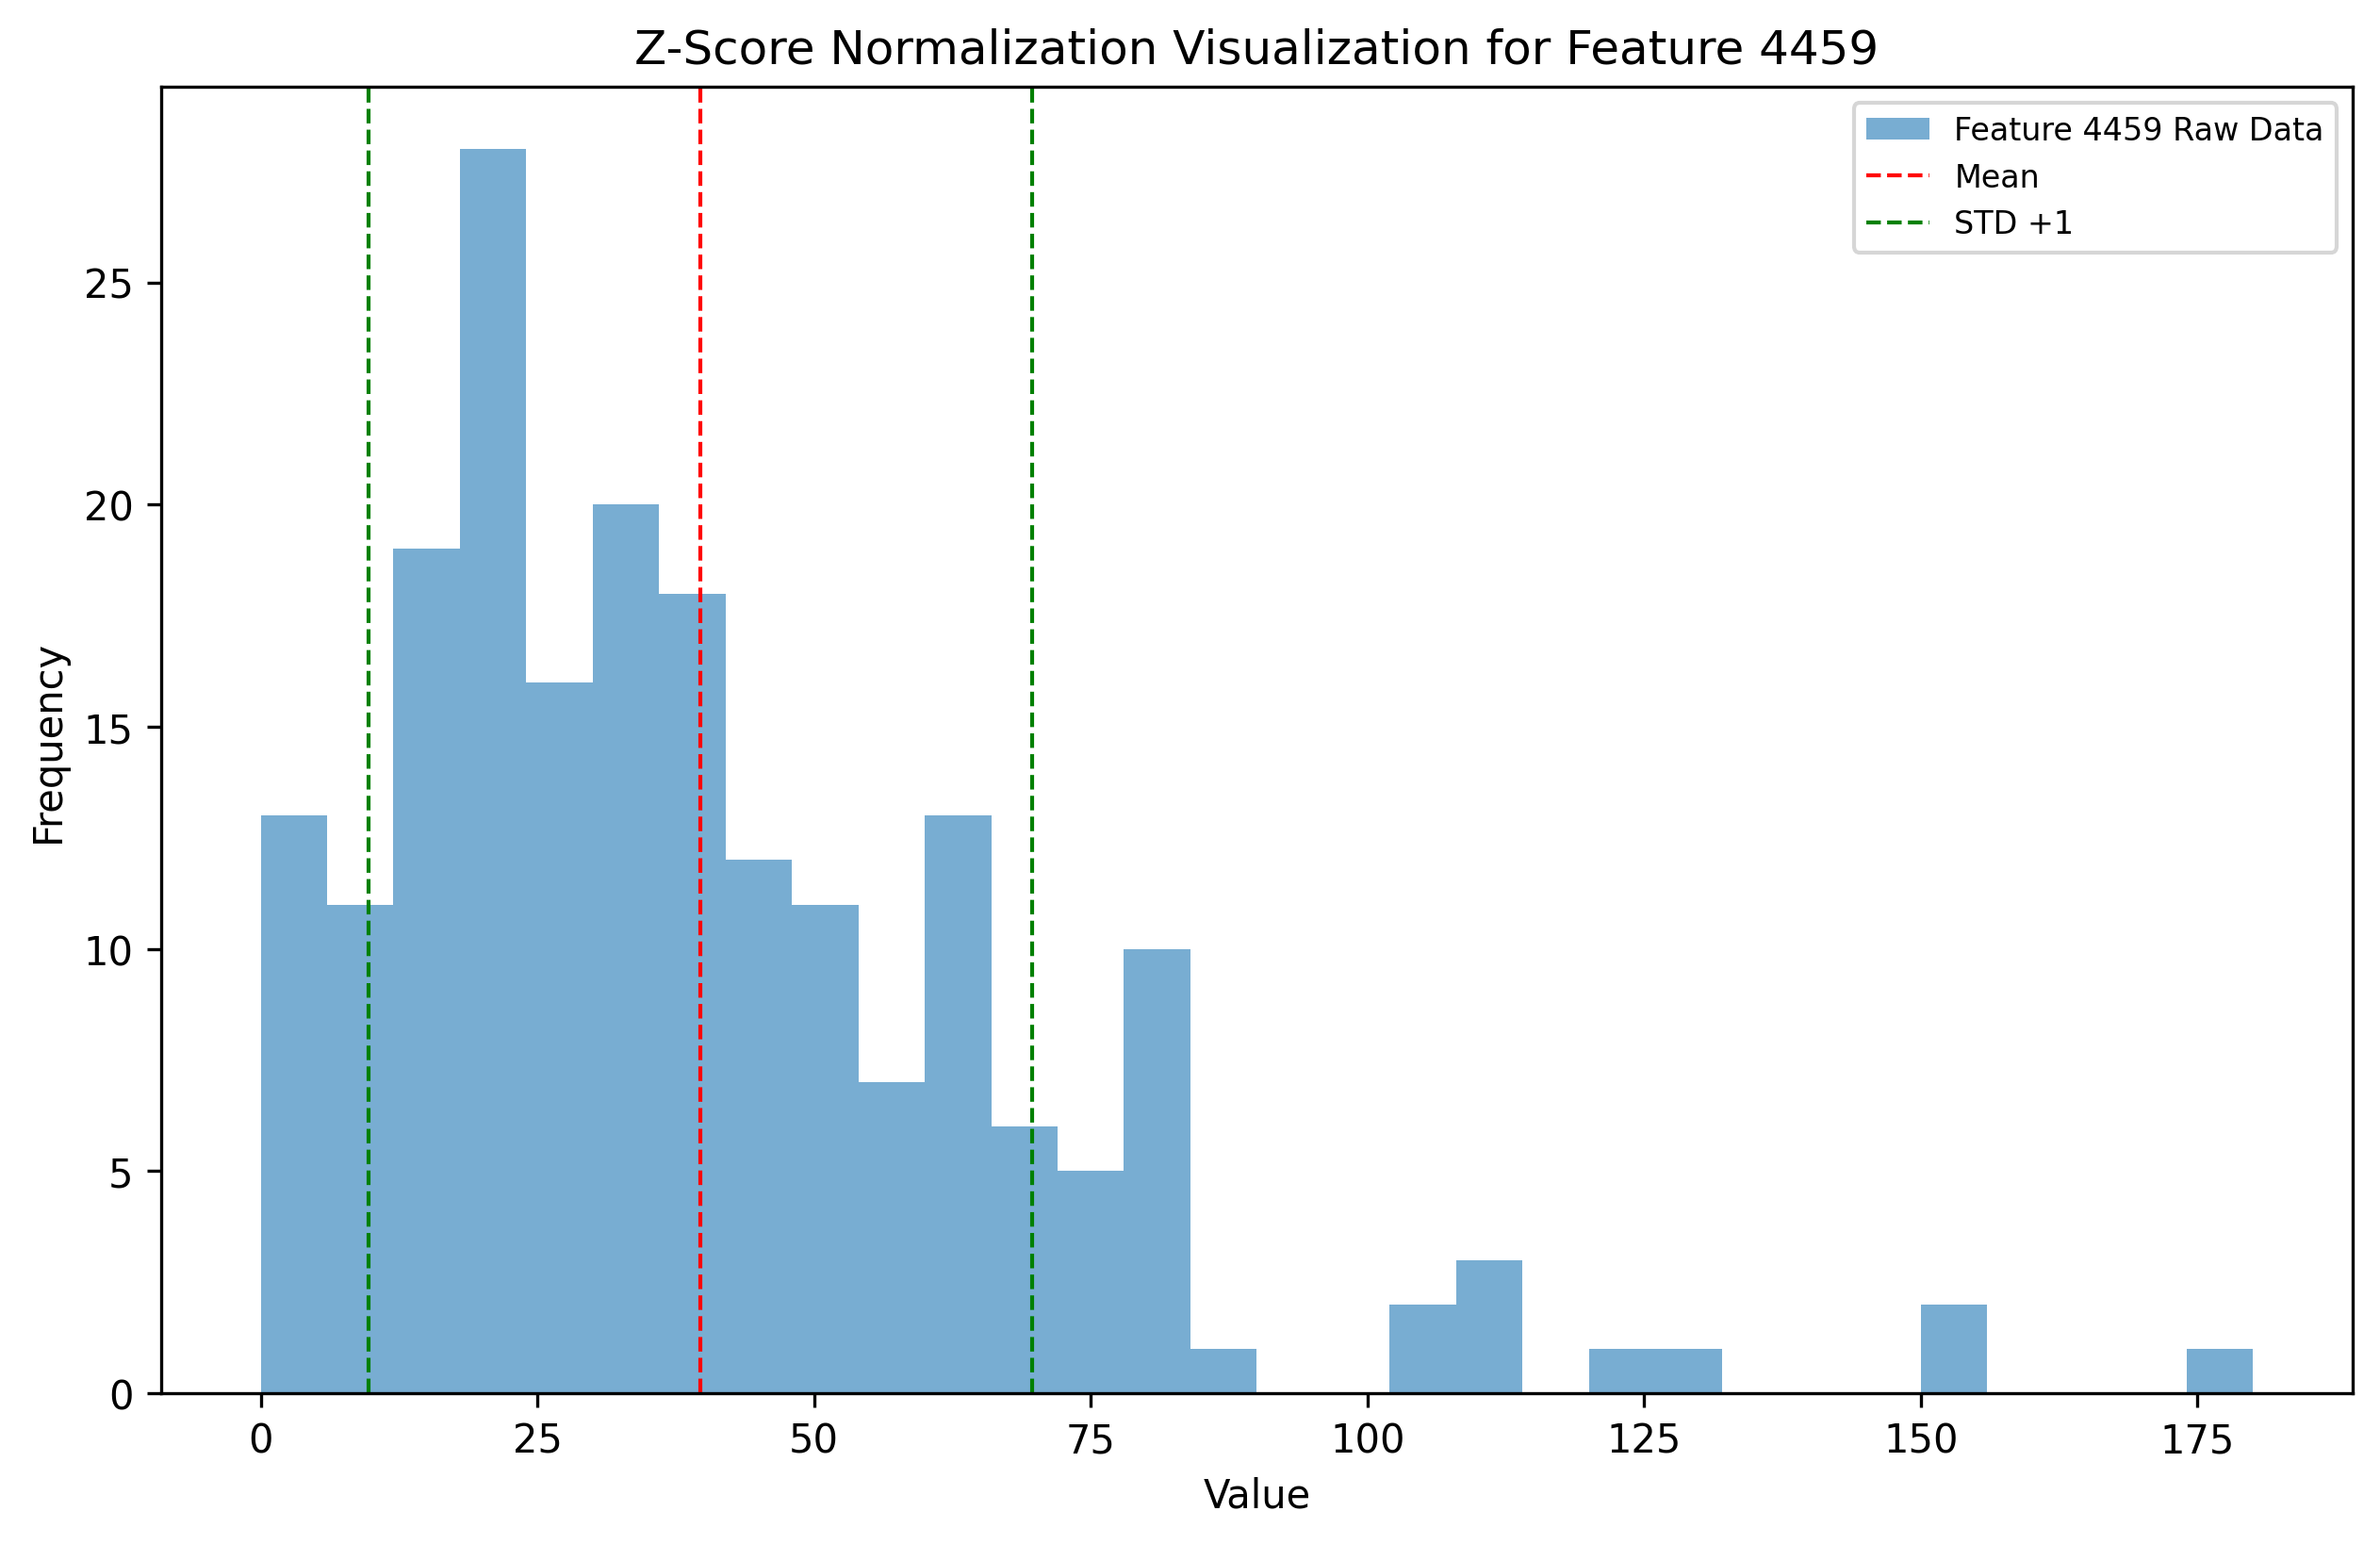 Z-Score Normalization Visualization for Feature 4459
Feature 4459 Raw Data
Mean
STD +1
25
20
15
10
5
0
Frequency
0 25 50 75 100 125 150 175
Value